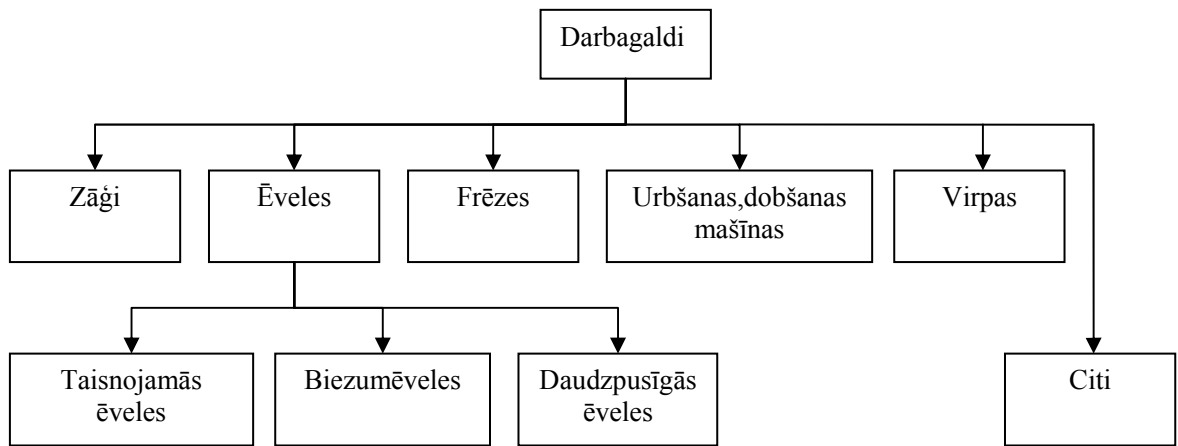 Darbagaldi
Zāģi
Ēveles
Frēzes
Urbšanas,dobšanas
mašīnas
Virpas
Taisnojamās
ēveles
Biezumēveles
Daudzpusīgās
ēveles
Citi